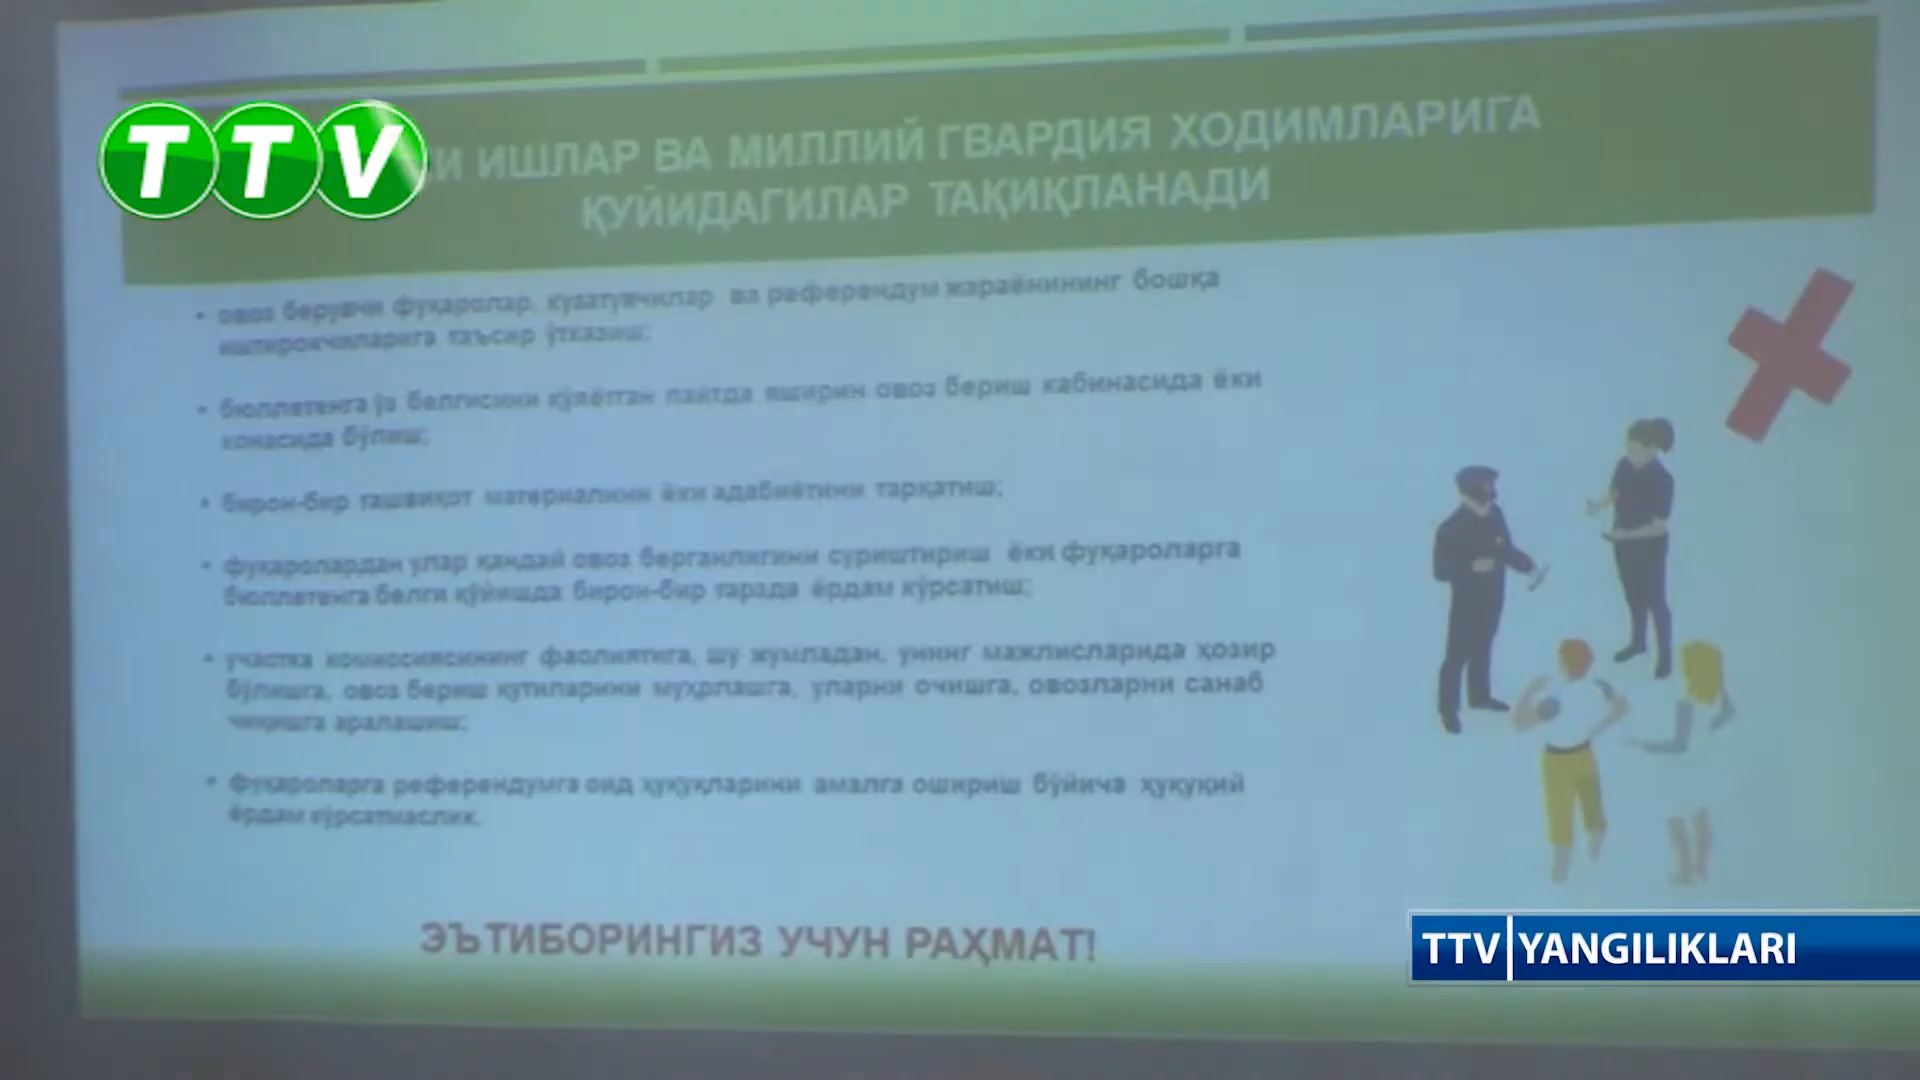 TTV
ИШЛАР ВА МИЛЛИЙ ГВАРДИЯ ХОДИМЛАРИГА
ҚУЙИДАГИЛАР ТАҚИҚЛАНАДИ
• овоз берувчи фуқаролар, кузатувчилар ва референдум жараёнининг бошқа
иштирокчиларига таъсир ўтказиш;
• бюллетенга ўз белгисини қўяётган пайтда яширин овоз бериш кабинасида ёки
хонасида бўлиш;
• бирон-бир ташвиқот материалини ёки адабиётини тарқатиш;
• фуқаролардан улар қандай овоз берганлигини суриштириш ёки фуқароларга
бюллетенга белги қўйишда бирон-бир тарзда ёрдам кўрсатиш;
• участка комиссиясининг фаолиятига, шу жумладан, унинг мажлисларида ҳозир
бўлишга, овоз бериш қутиларини муҳрлашга, уларни очишга, овозларни санаб
чиқишга аралашиш;
• фуқароларга референдумга оид ҳуқуқларини амалга ошириш бўйича ҳуқуқий
ёрдам кўрсатмаслик.
ЭЪТИБОРИНГИЗ УЧУН РАҲМАТ!
TTV YANGILIKLARI